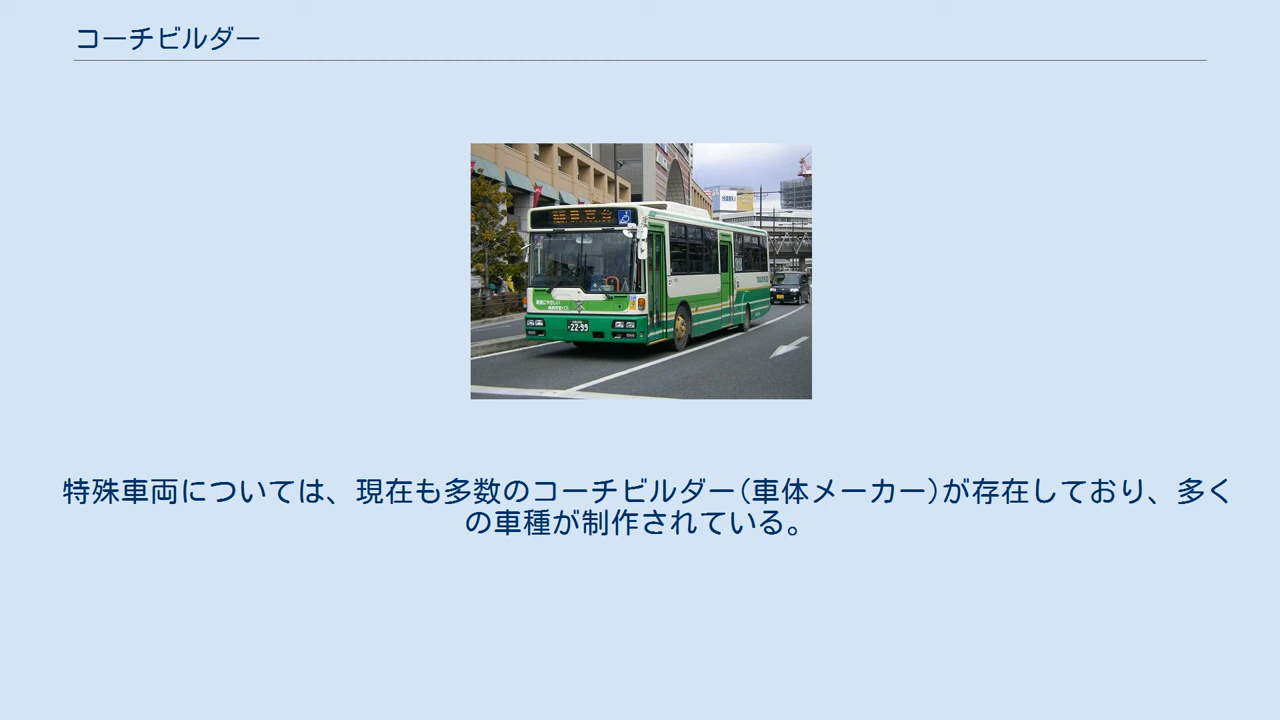 コーチビルダー
22-99
特殊車両については、現在も多数のコーチビルダー(車体メーカー)が存在しており、多く
の車種が制作されている。